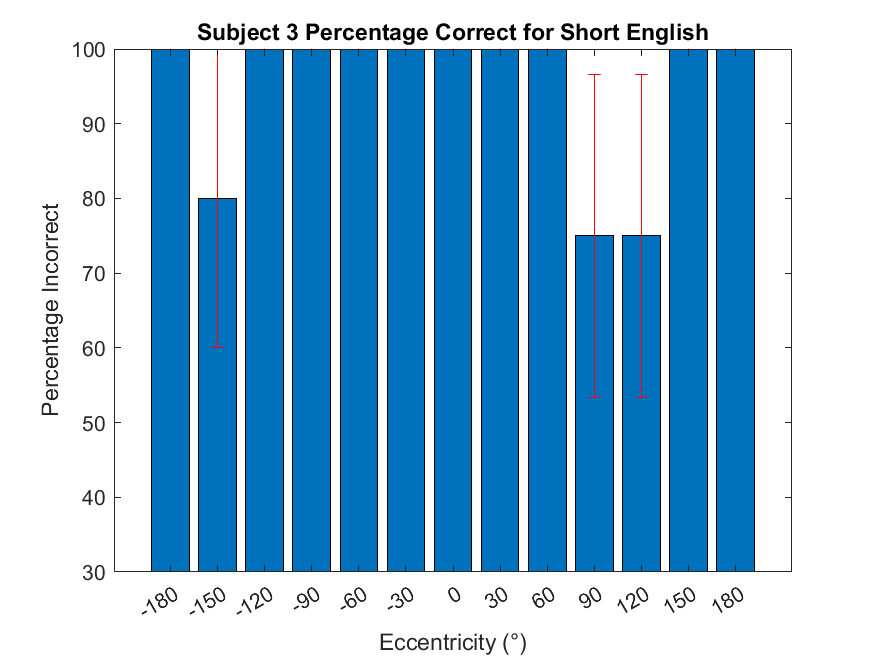 Subject 3 Percentage Correct for Short English
100
90
80
70
60
50
40
30
Percentage Incorrect
-180 -150 -120 -90 -60 -30 0 30 60 90 120 150 180
Eccentricity (°)